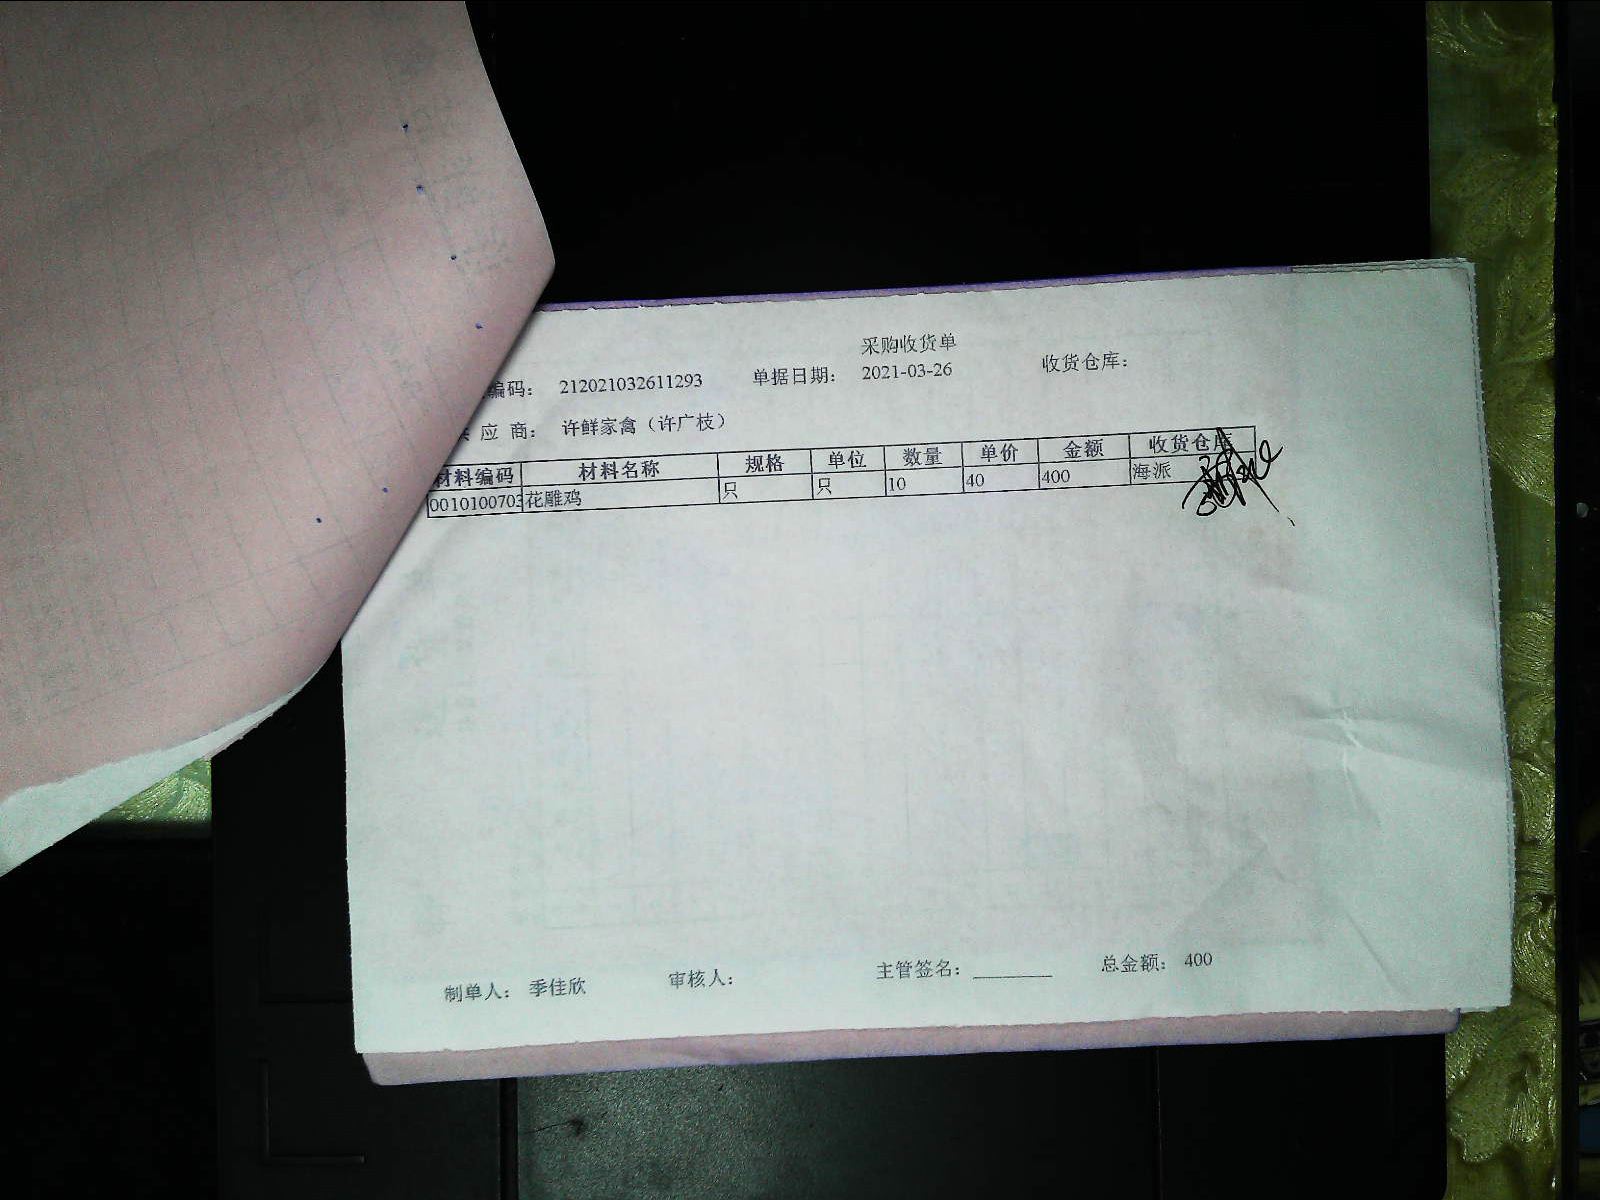 采购收货单
编码： 212021032611293 单据日期： 2021-03-26 收货仓库：
应 商： 许鲜家禽（许广枝）
材料编码 材料名称 规格 单位 数量 单价 金额 收货仓库
0010100703 花雕鸡 只 只 10 40 400 海派
制单人： 季佳欣 审核人： 主管签名： ________ 总金额： 400